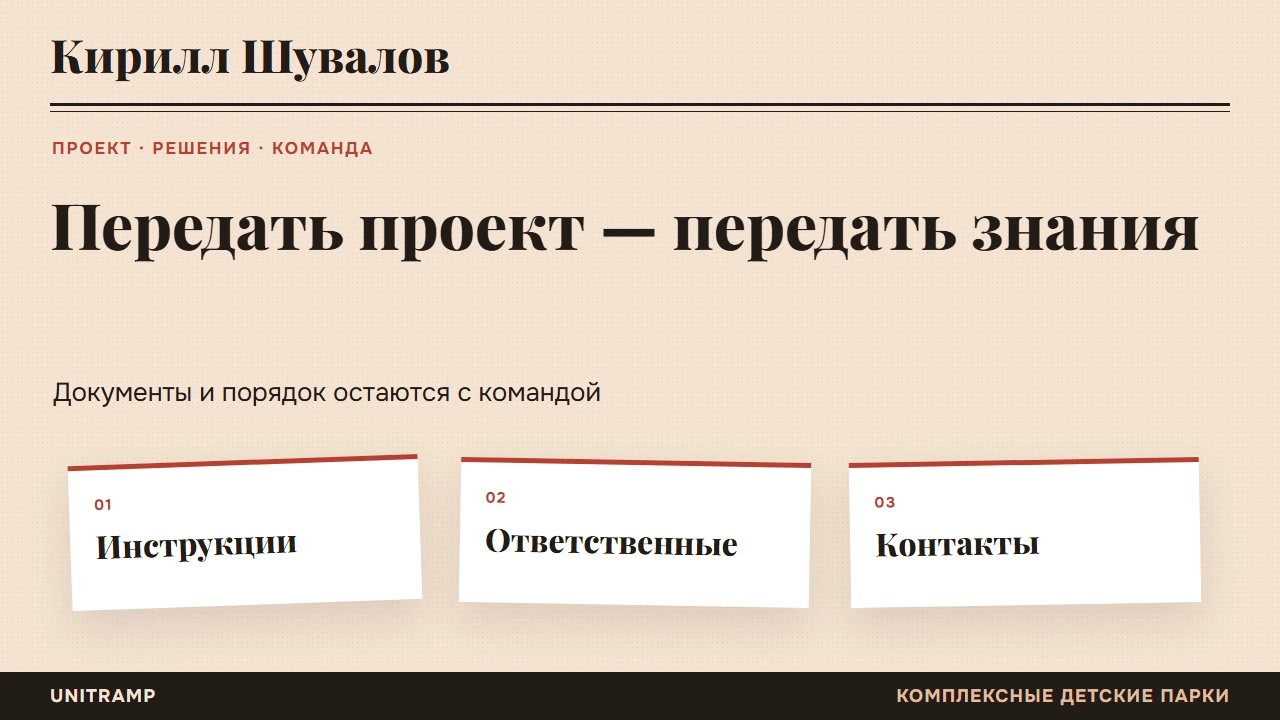 Кирилл Шувалов
ПРОЕКТ · РЕШЕНИЯ · КОМАНДА
Передать проект — передать знания
Документы и порядок остаются с командой
01
Инструкции
02
Ответственные
03
Контакты
UNITRAMP
КОМПЛЕКСНЫЕ ДЕТСКИЕ ПАРКИ